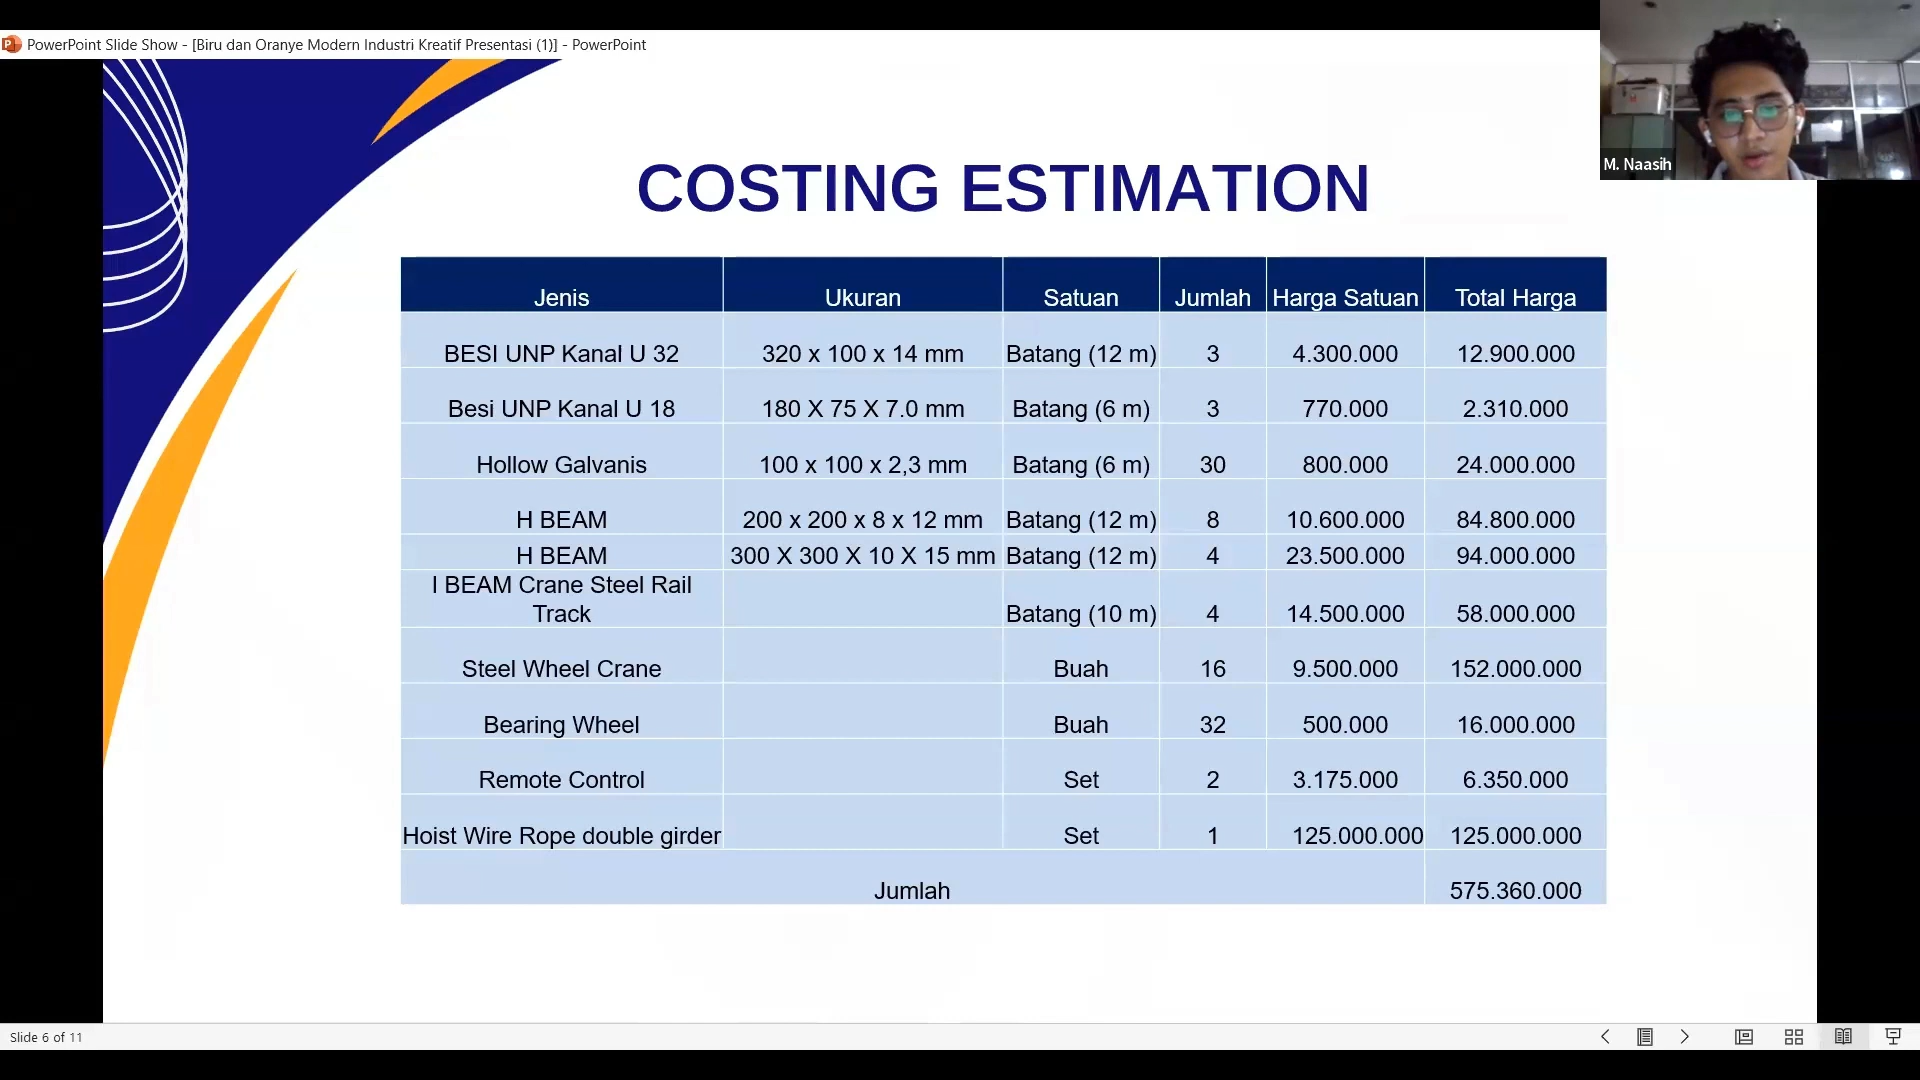 PowerPoint Slide Show - [Biru dan Oranye Modern Industri Kreatif Presentasi (1)] - PowerPoint
M. Naasih
COSTING ESTIMATION
Jenis Ukuran Satuan Jumlah Harga Satuan Total Harga
BESI UNP Kanal U 32 320 x 100 x 14 mm Batang (12 m) 3 4.300.000 12.900.000
Besi UNP Kanal U 18 180 X 75 X 7.0 mm Batang (6 m) 3 770.000 2.310.000
Hollow Galvanis 100 x 100 x 2,3 mm Batang (6 m) 30 800.000 24.000.000
H BEAM 200 x 200 x 8 x 12 mm Batang (12 m) 8 10.600.000 84.800.000
H BEAM 300 X 300 X 10 X 15 mm Batang (12 m) 4 23.500.000 94.000.000
I BEAM Crane Steel Rail
Track Batang (10 m) 4 14.500.000 58.000.000
Steel Wheel Crane Buah 16 9.500.000 152.000.000
Bearing Wheel Buah 32 500.000 16.000.000
Remote Control Set 2 3.175.000 6.350.000
Hoist Wire Rope double girder Set 1 125.000.000 125.000.000
Jumlah 575.360.000
Slide 6 of 11